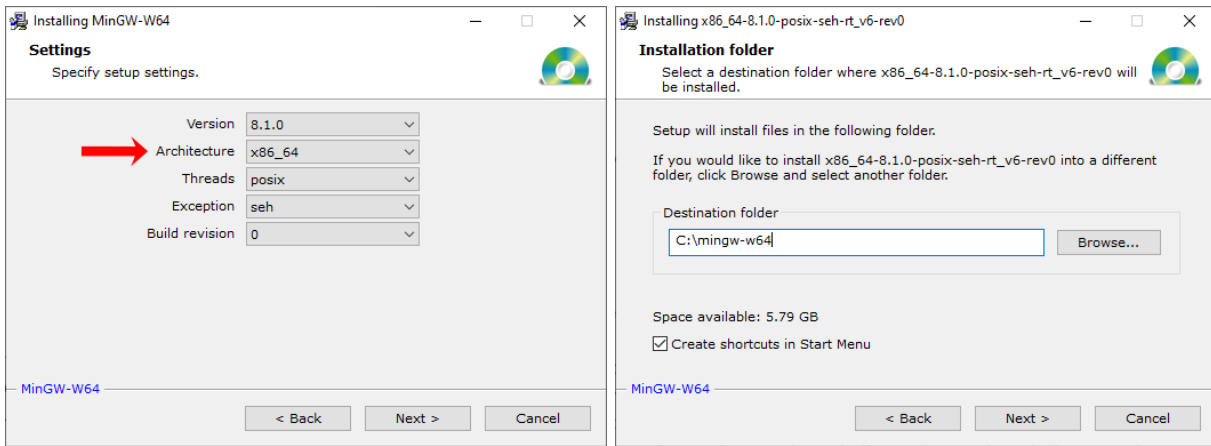 Installing MinGW-W64
Settings
Specify setup settings.
Version 8.1.0
Architecture x86_64
Threads posix
Exception seh
Build revision 0
MinGW-W64
< Back Next > Cancel
Installing x86_64-8.1.0-posix-seh-rt_v6-rev0
Installation folder
Select a destination folder where x86_64-8.1.0-posix-seh-rt_v6-rev0 will
be installed.
Setup will install files in the following folder.
If you would like to install x86_64-8.1.0-posix-seh-rt_v6-rev0 into a different
folder, click Browse and select another folder.
Destination folder
C:\mingw-w64 Browse...
Space available: 5.79 GB
Create shortcuts in Start Menu
MinGW-W64
< Back Next > Cancel